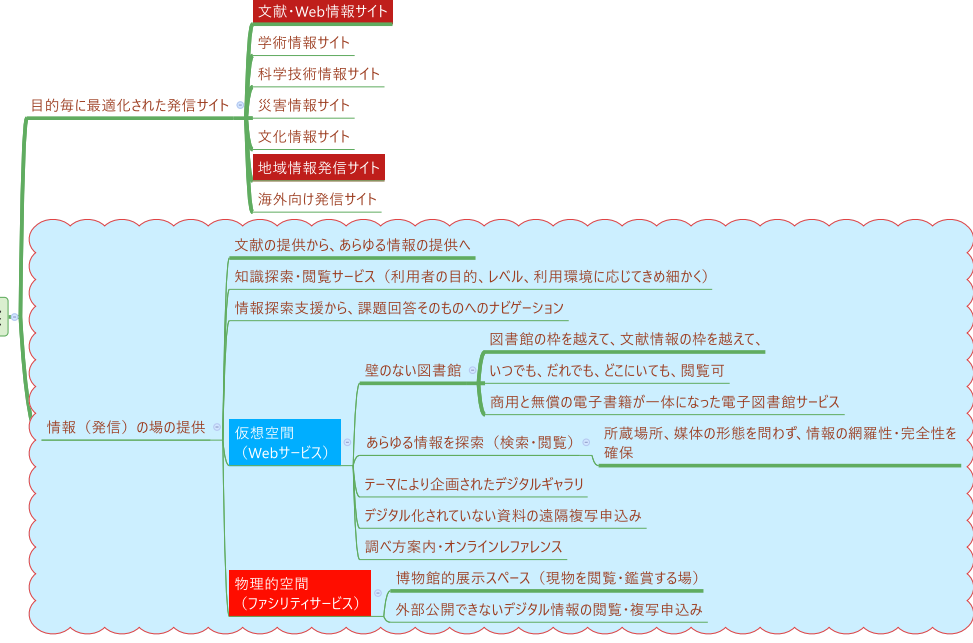 文献・Web情報サイト
学術情報サイト
科学技術情報サイト
目的毎に最適化された発信サイト
災害情報サイト
文化情報サイト
地域情報発信サイト
海外向け発信サイト
文献の提供から、あらゆる情報の提供へ
知識探索・閲覧サービス（利用者の目的、レベル、利用環境に応じてきめ細かく）
情報探索支援から、課題回答そのものへのナビゲーション
図書館の枠を越えて、文献情報の枠を越えて、
壁のない図書館
いつでも、だれでも、どこにいても、閲覧可
商用と無償の電子書籍が一体になった電子図書館サービス
情報（発信）の場の提供
仮想空間
（Webサービス）
あらゆる情報を探索（検索・閲覧）
所蔵場所、媒体の形態を問わず、情報の網羅性・完全性を
確保
テーマにより企画されたデジタルギャラリ
デジタル化されていない資料の遠隔複写申込み
調べ方案内・オンラインレファレンス
物理的空間
（ファシリティサービス）
博物館的展示スペース（現物を閲覧・鑑賞する場）
外部公開できないデジタル情報の閲覧・複写申込み